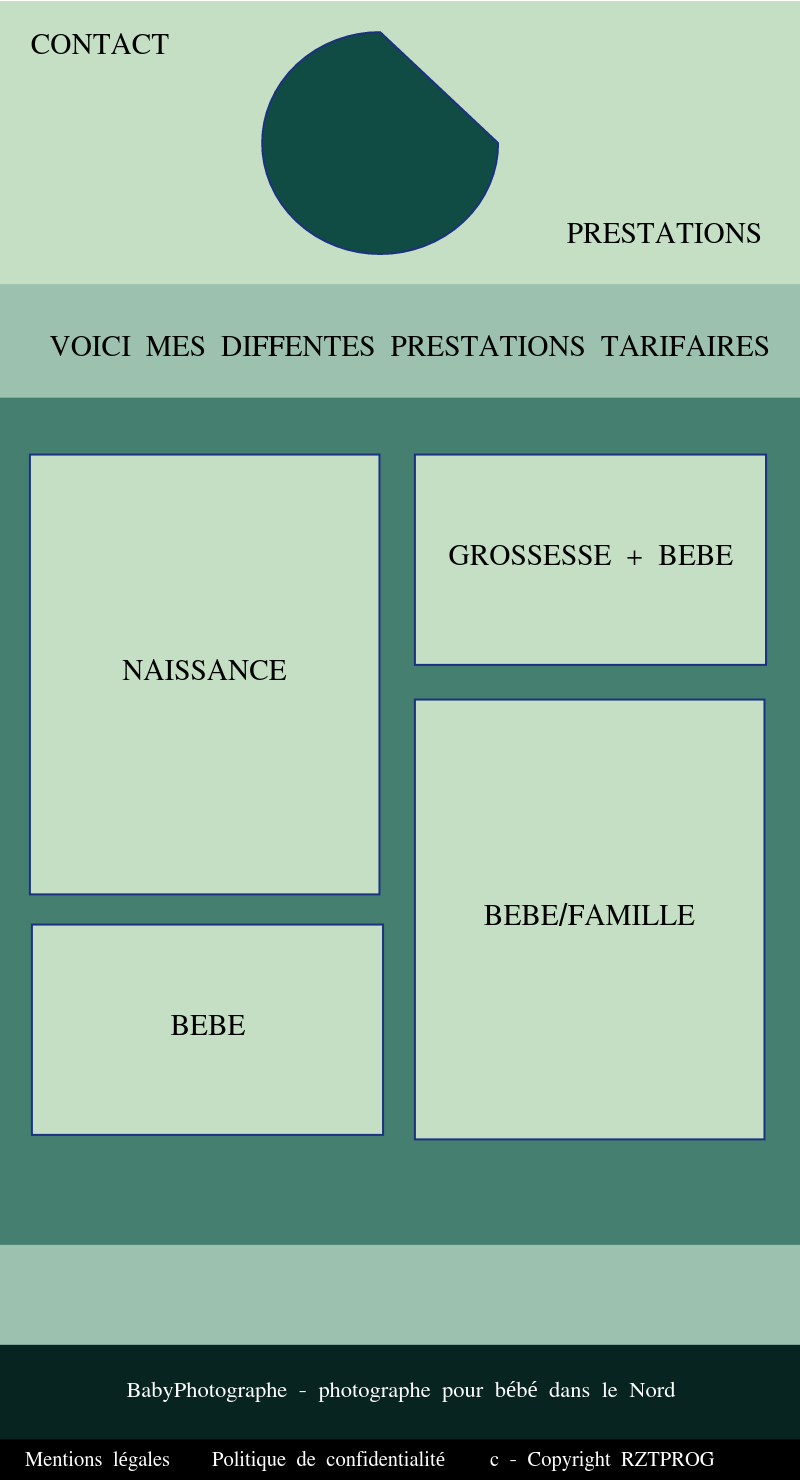 CONTACT
PRESTATIONS
VOICI MES DIFFENTES PRESTATIONS TARIFAIRES
NAISSANCE
GROSSESSE + BEBE
BEBE
BEBE/FAMILLE
BabyPhotographe - photographe pour bébé dans le Nord
Mentions légales Politique de confidentialité c - Copyright RZTPROG